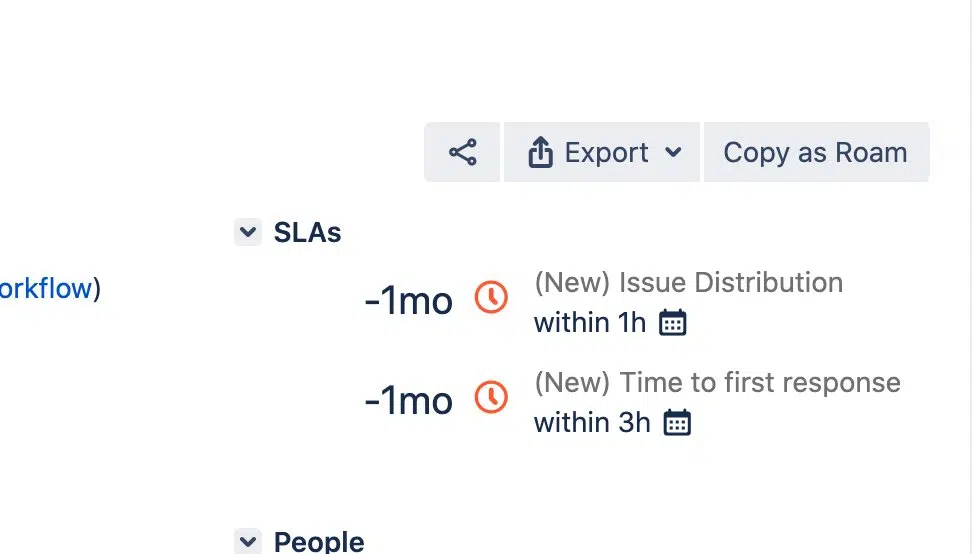 Export
Copy as Roam
SLAs
orkflow)
-1mo
(New) Issue Distribution
within 1h
-1mo
(New) Time to first response
within 3h
People